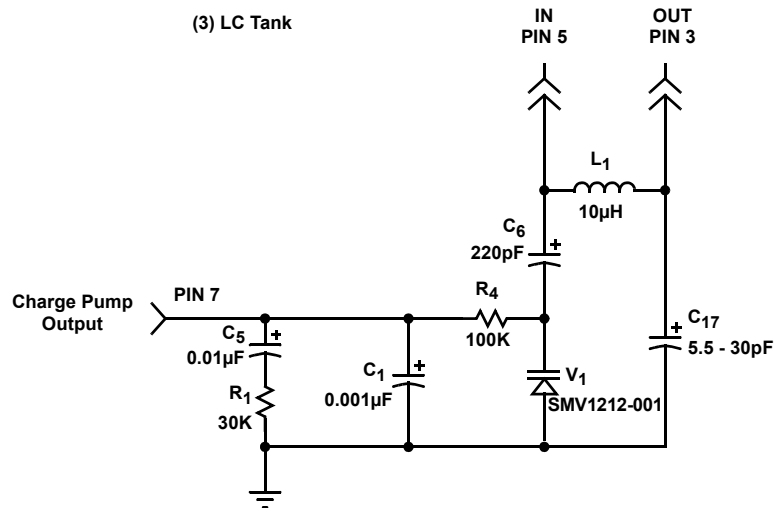 (3) LC Tank
IN
PIN 5
OUT
PIN 3
L1
10µH
C6
+
220pF
Charge Pump
Output
PIN 7
R4
100K
C5
+
0.01µF
R1
30K
C1
+
0.001µF
V1
SMV1212-001
C17
+
5.5 - 30pF